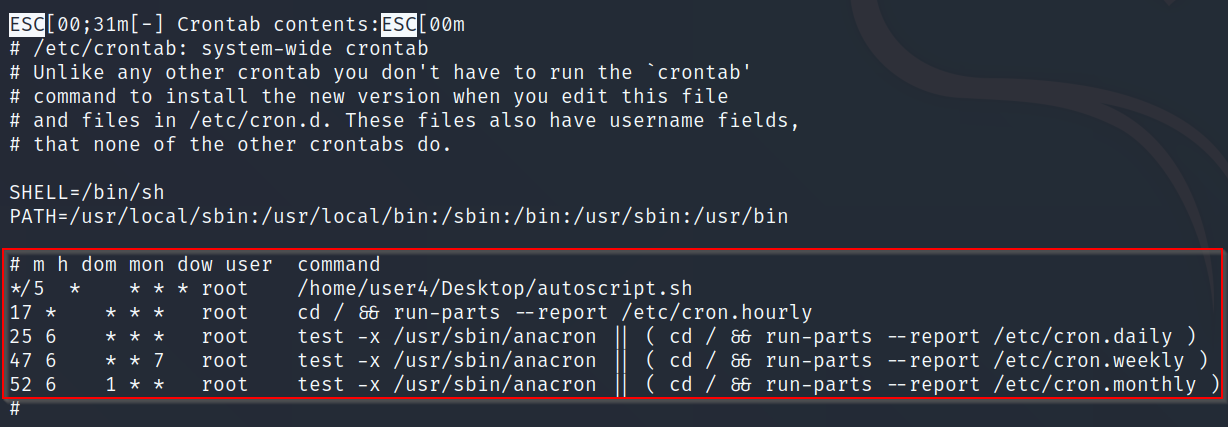 ESC[00;31m[-] Crontab contents:ESC[00m
# /etc/crontab: system-wide crontab
# Unlike any other crontab you don't have to run the `crontab'
# command to install the new version when you edit this file
# and files in /etc/cron.d. These files also have username fields,
# that none of the other crontabs do.
SHELL=/bin/sh
PATH=/usr/local/sbin:/usr/local/bin:/sbin:/bin:/usr/sbin:/usr/bin
# m h dom mon dow user  command
*/5  *    * * * root    /home/user4/Desktop/autoscript.sh
17 *    * * *   root    cd / && run-parts --report /etc/cron.hourly
25 6    * * *   root    test -x /usr/sbin/anacron || ( cd / && run-parts --report /etc/cron.daily )
47 6    * * 7   root    test -x /usr/sbin/anacron || ( cd / && run-parts --report /etc/cron.weekly )
52 6    1 * *   root    test -x /usr/sbin/anacron || ( cd / && run-parts --report /etc/cron.monthly )
#